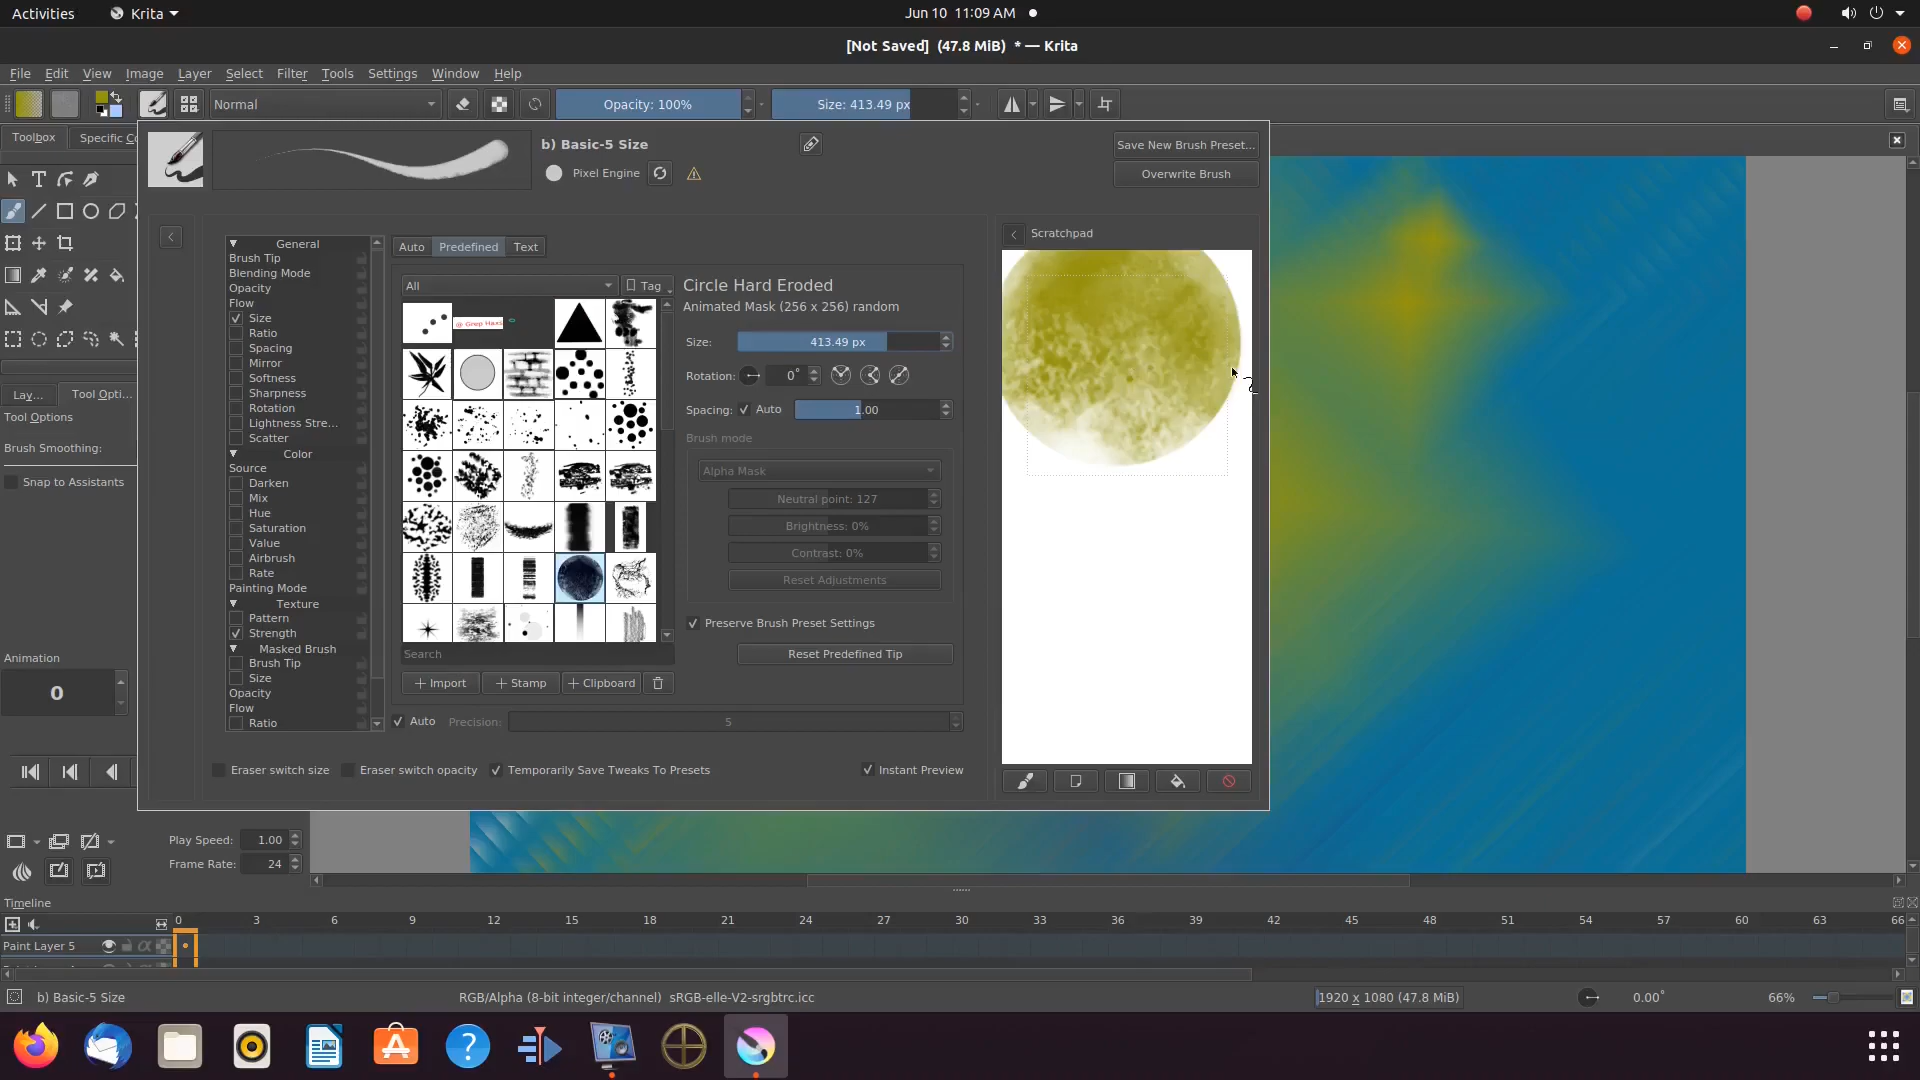 Activities
Krita
Jun 10 11:09 AM
[Not Saved] (47.8 MiB) * — Krita
File Edit View Image Layer Select Filter Tools Settings Window Help
Normal
Opacity: 100%
Size: 413.49 px
Toolbox
Specific Co
b) Basic-5 Size
Pixel Engine
Save New Brush Preset...
Overwrite Brush
General
Brush Tip
Blending Mode
Opacity
Flow
Size
Ratio
Spacing
Mirror
Softness
Sharpness
Rotation
Lightness Stre...
Scatter
Color
Source
Darken
Mix
Hue
Saturation
Value
Airbrush
Rate
Painting Mode
Texture
Pattern
Strength
Masked Brush
Brush Tip
Size
Opacity
Flow
Ratio
Auto
Predefined
Text
All
Tag
Search
Import
Stamp
Clipboard
Auto
Precision:
5
Circle Hard Eroded
Animated Mask (256 x 256) random
Size:
413.49 px
Rotation:
0°
Spacing:
Auto
1.00
Brush mode
Alpha Mask
Neutral point: 127
Brightness: 0%
Contrast: 0%
Reset Adjustments
Preserve Brush Preset Settings
Reset Predefined Tip
Eraser switch size
Eraser switch opacity
Temporarily Save Tweaks To Presets
Instant Preview
Scratchpad
Lay...
Tool Opti...
Tool Options
Brush Smoothing:
Snap to Assistants
Animation
0
Play Speed:
1.00
Frame Rate:
24
Timeline
0 3 6 9 12 15 18 21 24 27 30 33 36 39 42 45 48 51 54 57 60 63 66
Paint Layer 5
b) Basic-5 Size
RGB/Alpha (8-bit integer/channel) sRGB-elle-V2-srgbtrc.icc
1920 x 1080 (47.8 MiB)
0.00°
66%